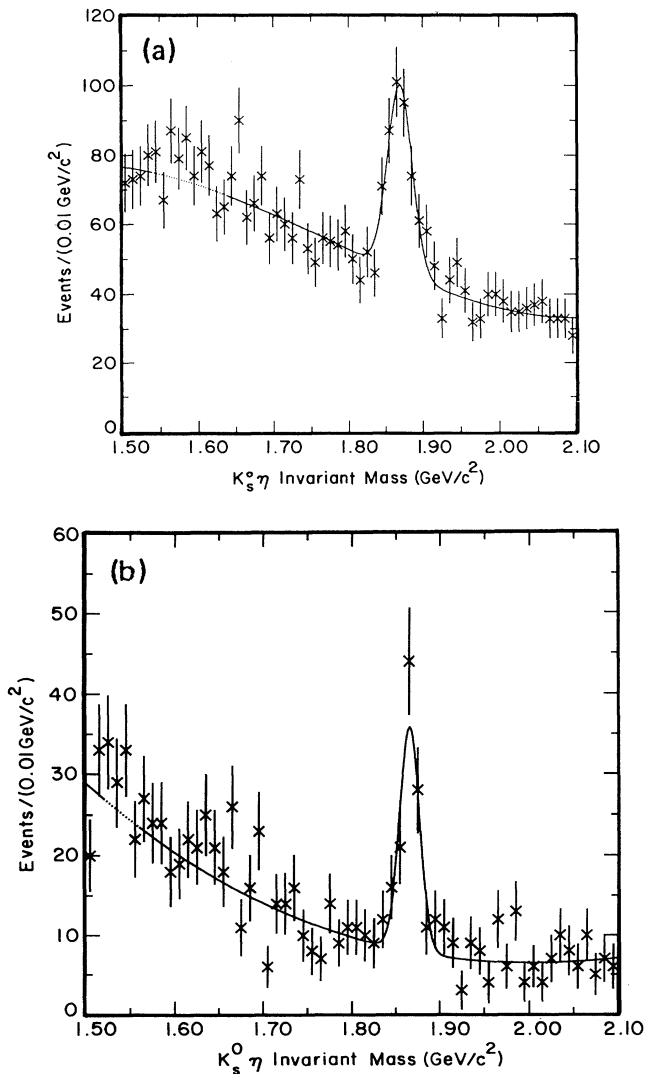 (a)
120
100
80
60
40
20
0
Events/(0.01 GeV/c²)
1.50 1.60 1.70 1.80 1.90 2.00 2.10
K°s η Invariant Mass (GeV/c²)
(b)
60
50
40
30
20
10
0
Events/(0.01 GeV/c²)
1.50 1.60 1.70 1.80 1.90 2.00 2.10
K⁰s η Invariant Mass (GeV/c²)